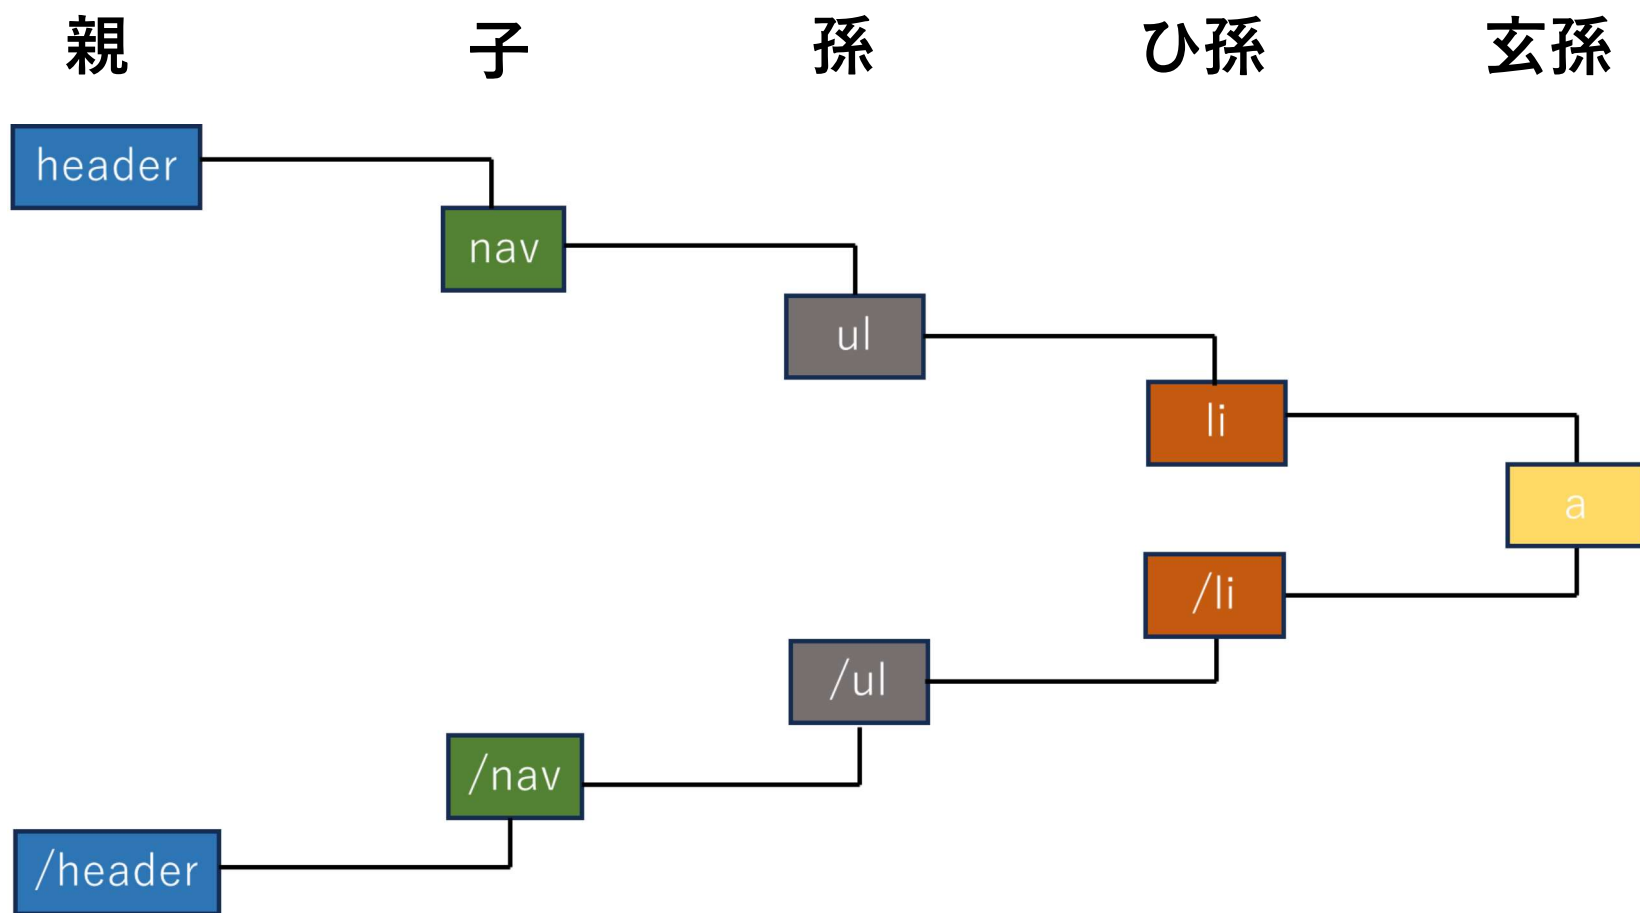 親 子 孫 ひ孫 玄孫
header
nav
ul
li
a
/li
/ul
/nav
/header